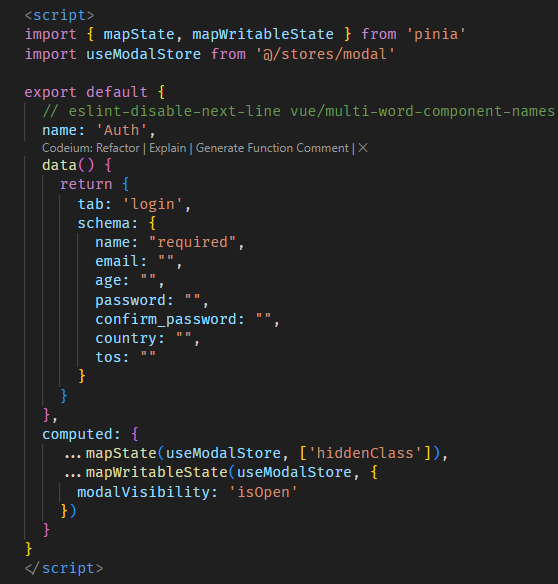 <script>
import { mapState, mapWritableState } from 'pinia'
import useModalStore from '@/stores/modal'
export default {
// eslint-disable-next-line vue/multi-word-component-names
name: 'Auth',
Codeium: Refactor | Explain | Generate Function Comment | ×
data() {
return {
tab: 'login',
schema: {
name: "required",
email: "",
age: "",
password: "",
confirm_password: "",
country: "",
tos: ""
}
}
},
computed: {
...mapState(useModalStore, ['hiddenClass']),
...mapWritableState(useModalStore, {
modalVisibility: 'isOpen'
})
}
}
</script>